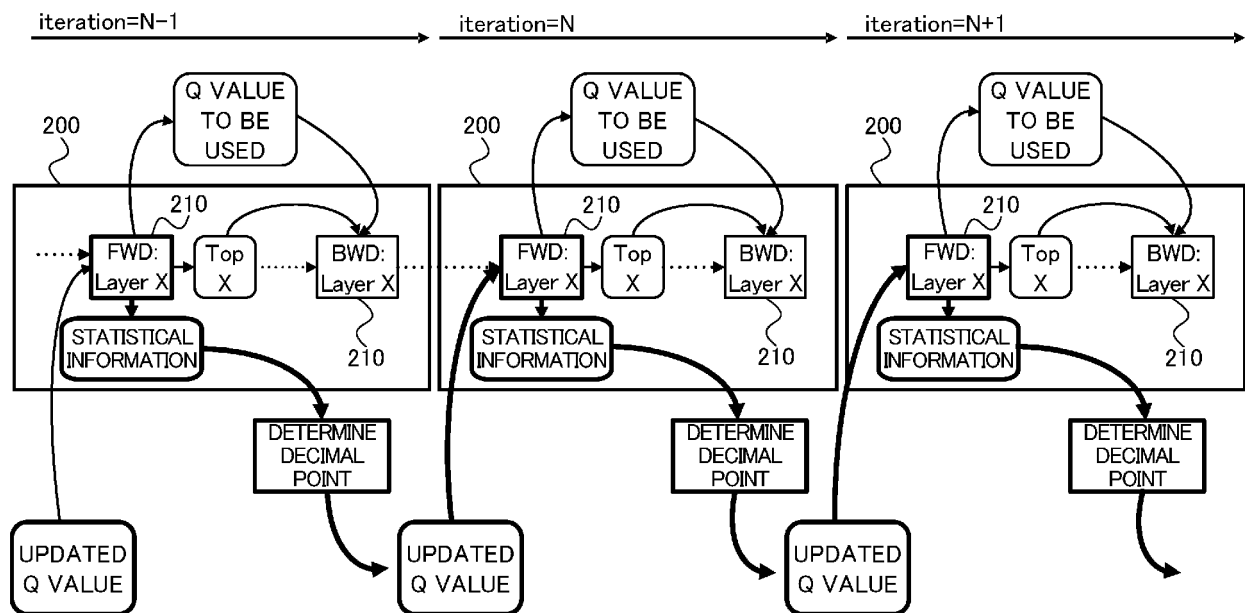 iteration=N-1
iteration=N
iteration=N+1
Q VALUE
TO BE
USED
Q VALUE
TO BE
USED
Q VALUE
TO BE
USED
200
200
200
210
210
210
FWD:
Layer X
Top
X
BWD:
Layer X
FWD:
Layer X
Top
X
BWD:
Layer X
FWD:
Layer X
Top
X
BWD:
Layer X
STATISTICAL
INFORMATION
210
STATISTICAL
INFORMATION
210
STATISTICAL
INFORMATION
210
DETERMINE
DECIMAL
POINT
DETERMINE
DECIMAL
POINT
DETERMINE
DECIMAL
POINT
UPDATED
Q VALUE
UPDATED
Q VALUE
UPDATED
Q VALUE